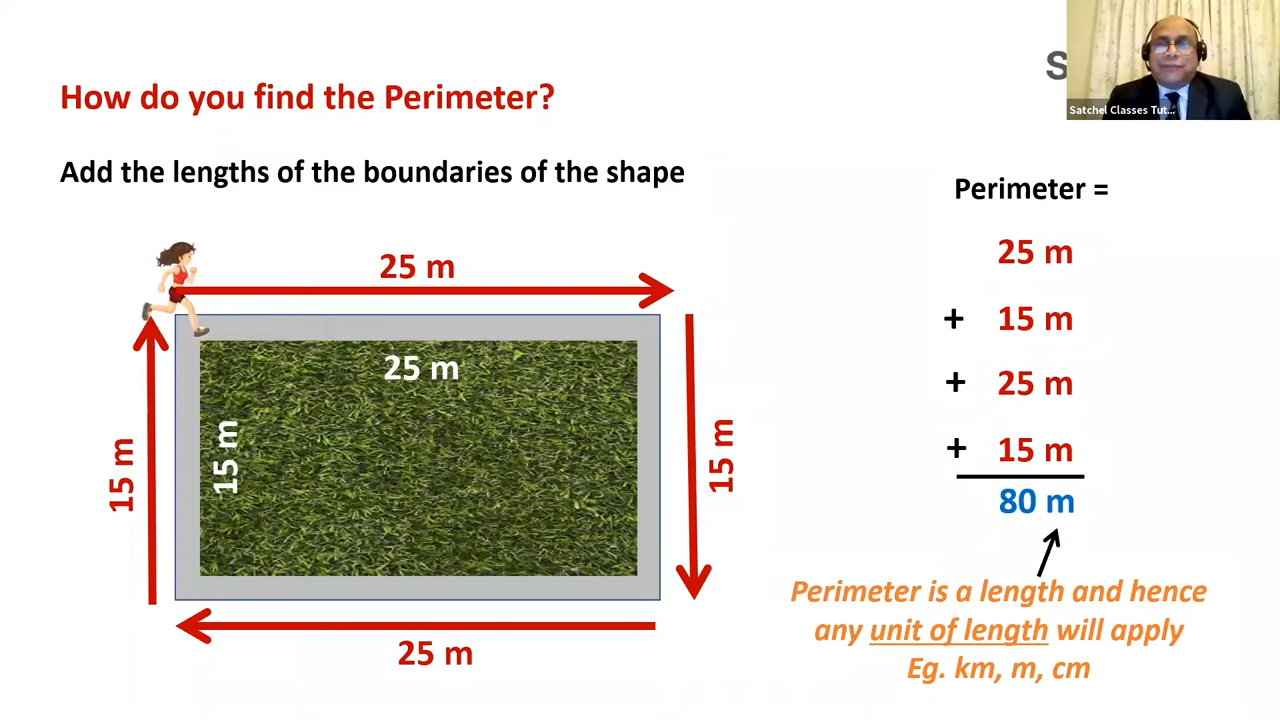 S
Satchel Classes Tut...
How do you find the Perimeter?
Add the lengths of the boundaries of the shape
25 m
25 m
15 m
15 m
15 m
25 m
Perimeter =
25 m
+ 15 m
+ 25 m
+ 15 m
80 m
Perimeter is a length and hence
any unit of length will apply
Eg. km, m, cm